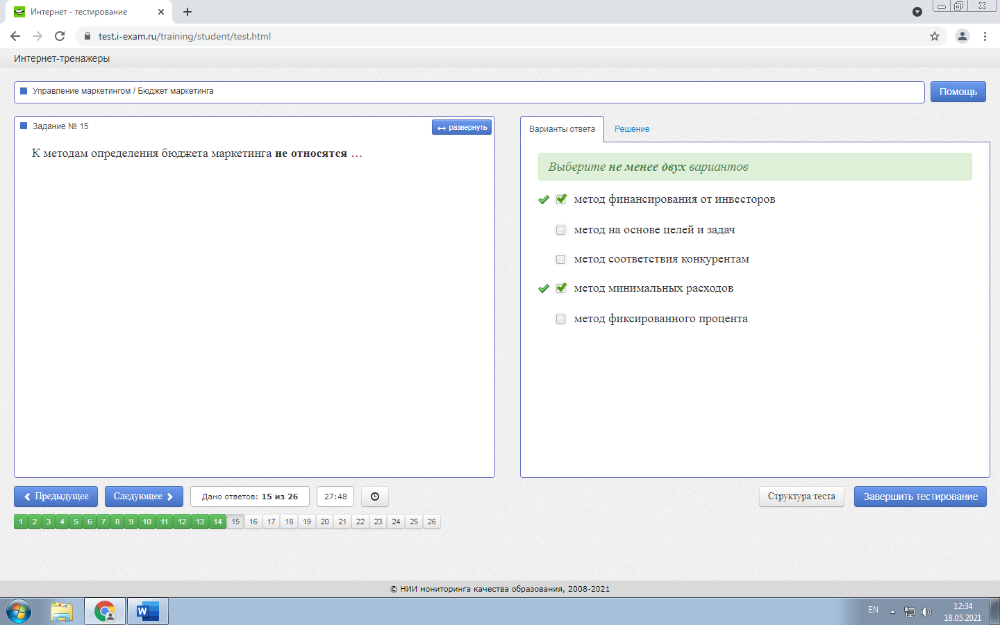 Интернет - тестирование
test.i-exam.ru/training/student/test.html
Интернет-тренажеры
Управление маркетингом / Бюджет маркетинга
Помощь
Задание № 15
развернуть
К методам определения бюджета маркетинга не относятся …
Варианты ответа
Решение
Выберите не менее двух вариантов
метод финансирования от инвесторов
метод на основе целей и задач
метод соответствия конкурентам
метод минимальных расходов
метод фиксированного процента
Предыдущее
Следующее
Дано ответов: 15 из 26
27:48
Структура теста
Завершить тестирование
1 2 3 4 5 6 7 8 9 10 11 12 13 14 15 16 17 18 19 20 21 22 23 24 25 26
© НИИ мониторинга качества образования, 2008-2021
W
EN
12:34
18.05.2021